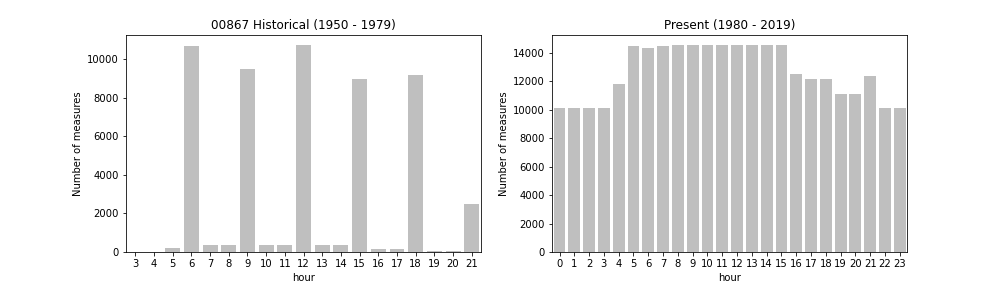 00867 Historical (1950 - 1979)
Number of measures
10000
8000
6000
4000
2000
0
3 4 5 6 7 8 9 10 11 12 13 14 15 16 17 18 19 20 21
hour
Present (1980 - 2019)
Number of measures
14000
12000
10000
8000
6000
4000
2000
0
0 1 2 3 4 5 6 7 8 9 10 11 12 13 14 15 16 17 18 19 20 21 22 23
hour